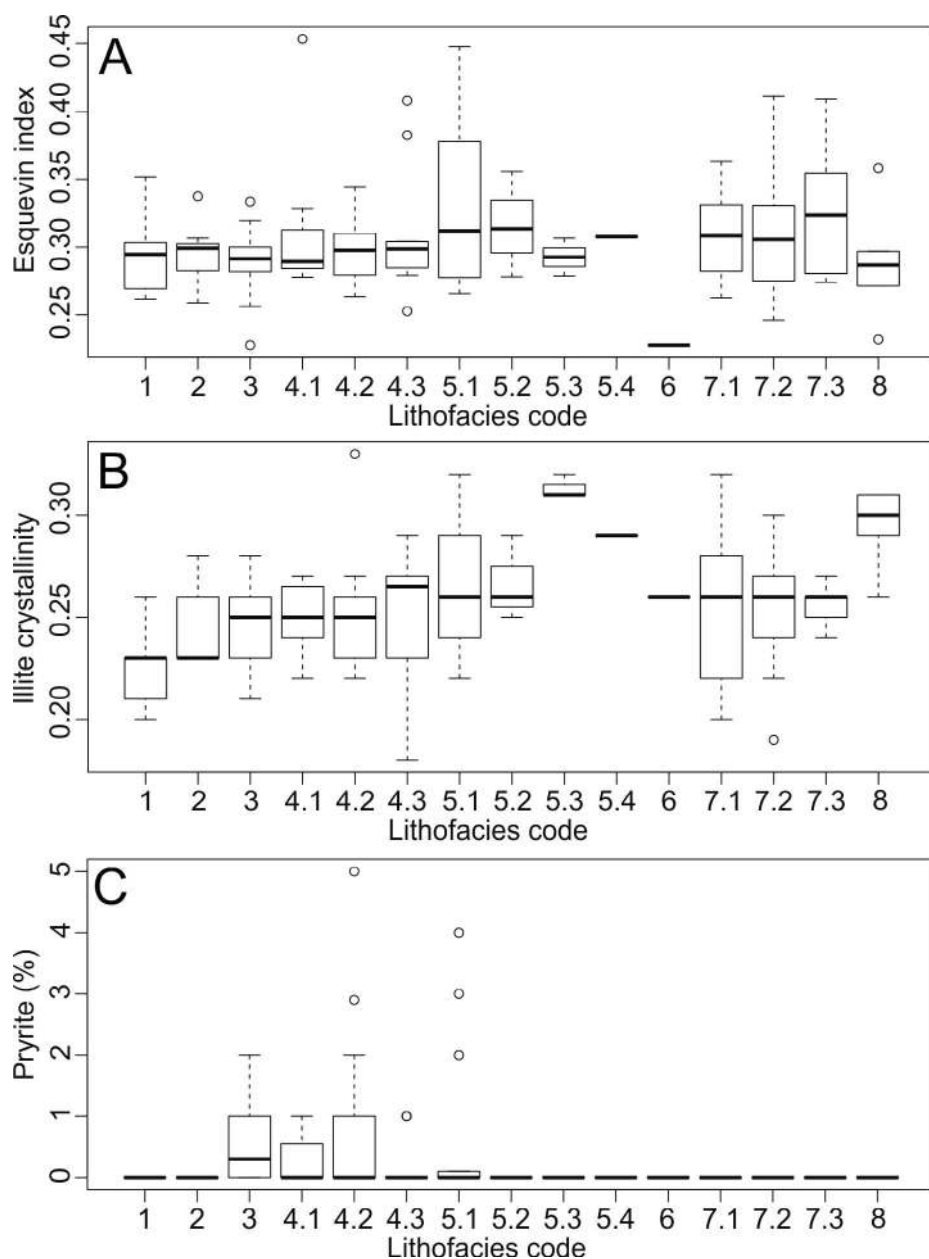 A
Esquevin index
0.45
0.40
0.35
0.30
0.25
1 2 3 4.1 4.2 4.3 5.1 5.2 5.3 5.4 6 7.1 7.2 7.3 8
Lithofacies code
B
Illite crystallinity
0.30
0.25
0.20
1 2 3 4.1 4.2 4.3 5.1 5.2 5.3 5.4 6 7.1 7.2 7.3 8
Lithofacies code
C
Pryrite (%)
5
4
3
2
1
0
1 2 3 4.1 4.2 4.3 5.1 5.2 5.3 5.4 6 7.1 7.2 7.3 8
Lithofacies code